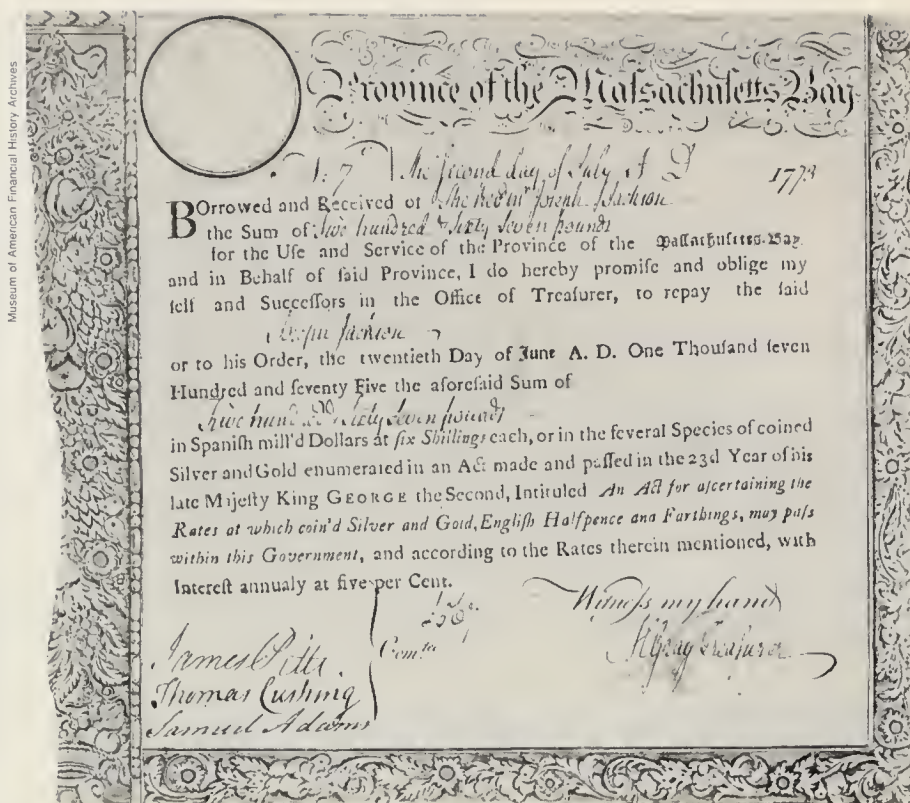 Museum of American Financial History Archives
Province of the Maſsachuſetts Bay
The ſecond day of July A D 1773
BOrrowed and Received of Joseph Jackson
the Sum of Five hundred & Sixty ſeven pounds
for the Uſe and Service of the Province of the Maſſachuſetts-Bay
and in Behalf of ſaid Province, I do hereby promiſe and oblige my
ſelf and Succeſſors in the Office of Treaſurer, to repay the ſaid
Joseph Jackson
or to his Order, the twentieth Day of June A. D. One Thouſand ſeven
Hundred and ſeventy Five the aforeſaid Sum of
Five hundred Sixty ſeven pounds
in Spaniſh mill'd Dollars at ſix Shillings each, or in the ſeveral Species of coined
Silver and Gold enumerated in an Act made and paſſed in the 23d Year of his
late Majeſty King GEORGE the Second, Intituled An Act for aſcertaining the
Rates at which coin'd Silver and Gold, Engliſh Halfpence and Farthings, may paſs
within this Government, and according to the Rates therein mentioned, with
Intereſt annualy at five per Cent.
Witneſs my hand
James Pitts
Comtee
HGray Treaſurer
Thomas Cushing
Samuel Adams